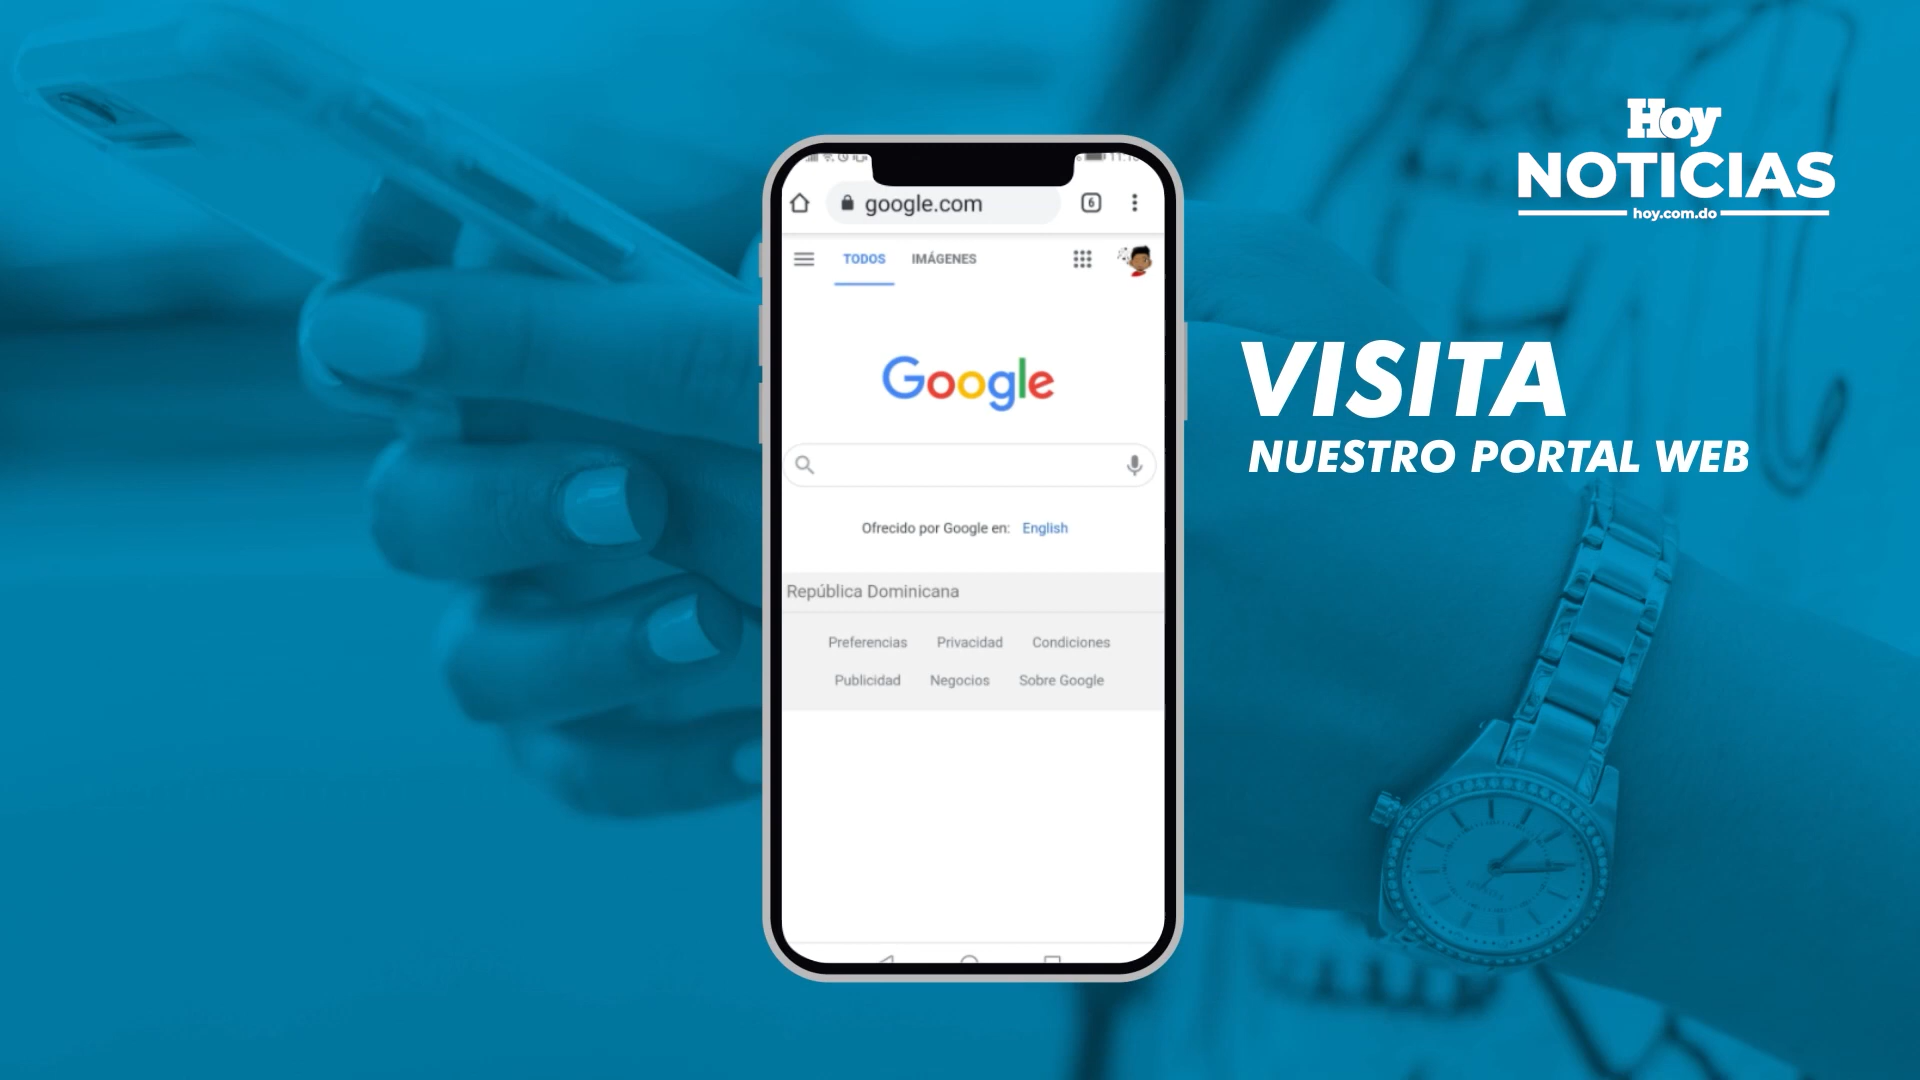 Hoy
NOTICIAS
hoy.com.do
google.com
6
TODOS IMÁGENES
Google
Ofrecido por Google en: English
República Dominicana
Preferencias Privacidad Condiciones
Publicidad Negocios Sobre Google
VISITA
NUESTRO PORTAL WEB